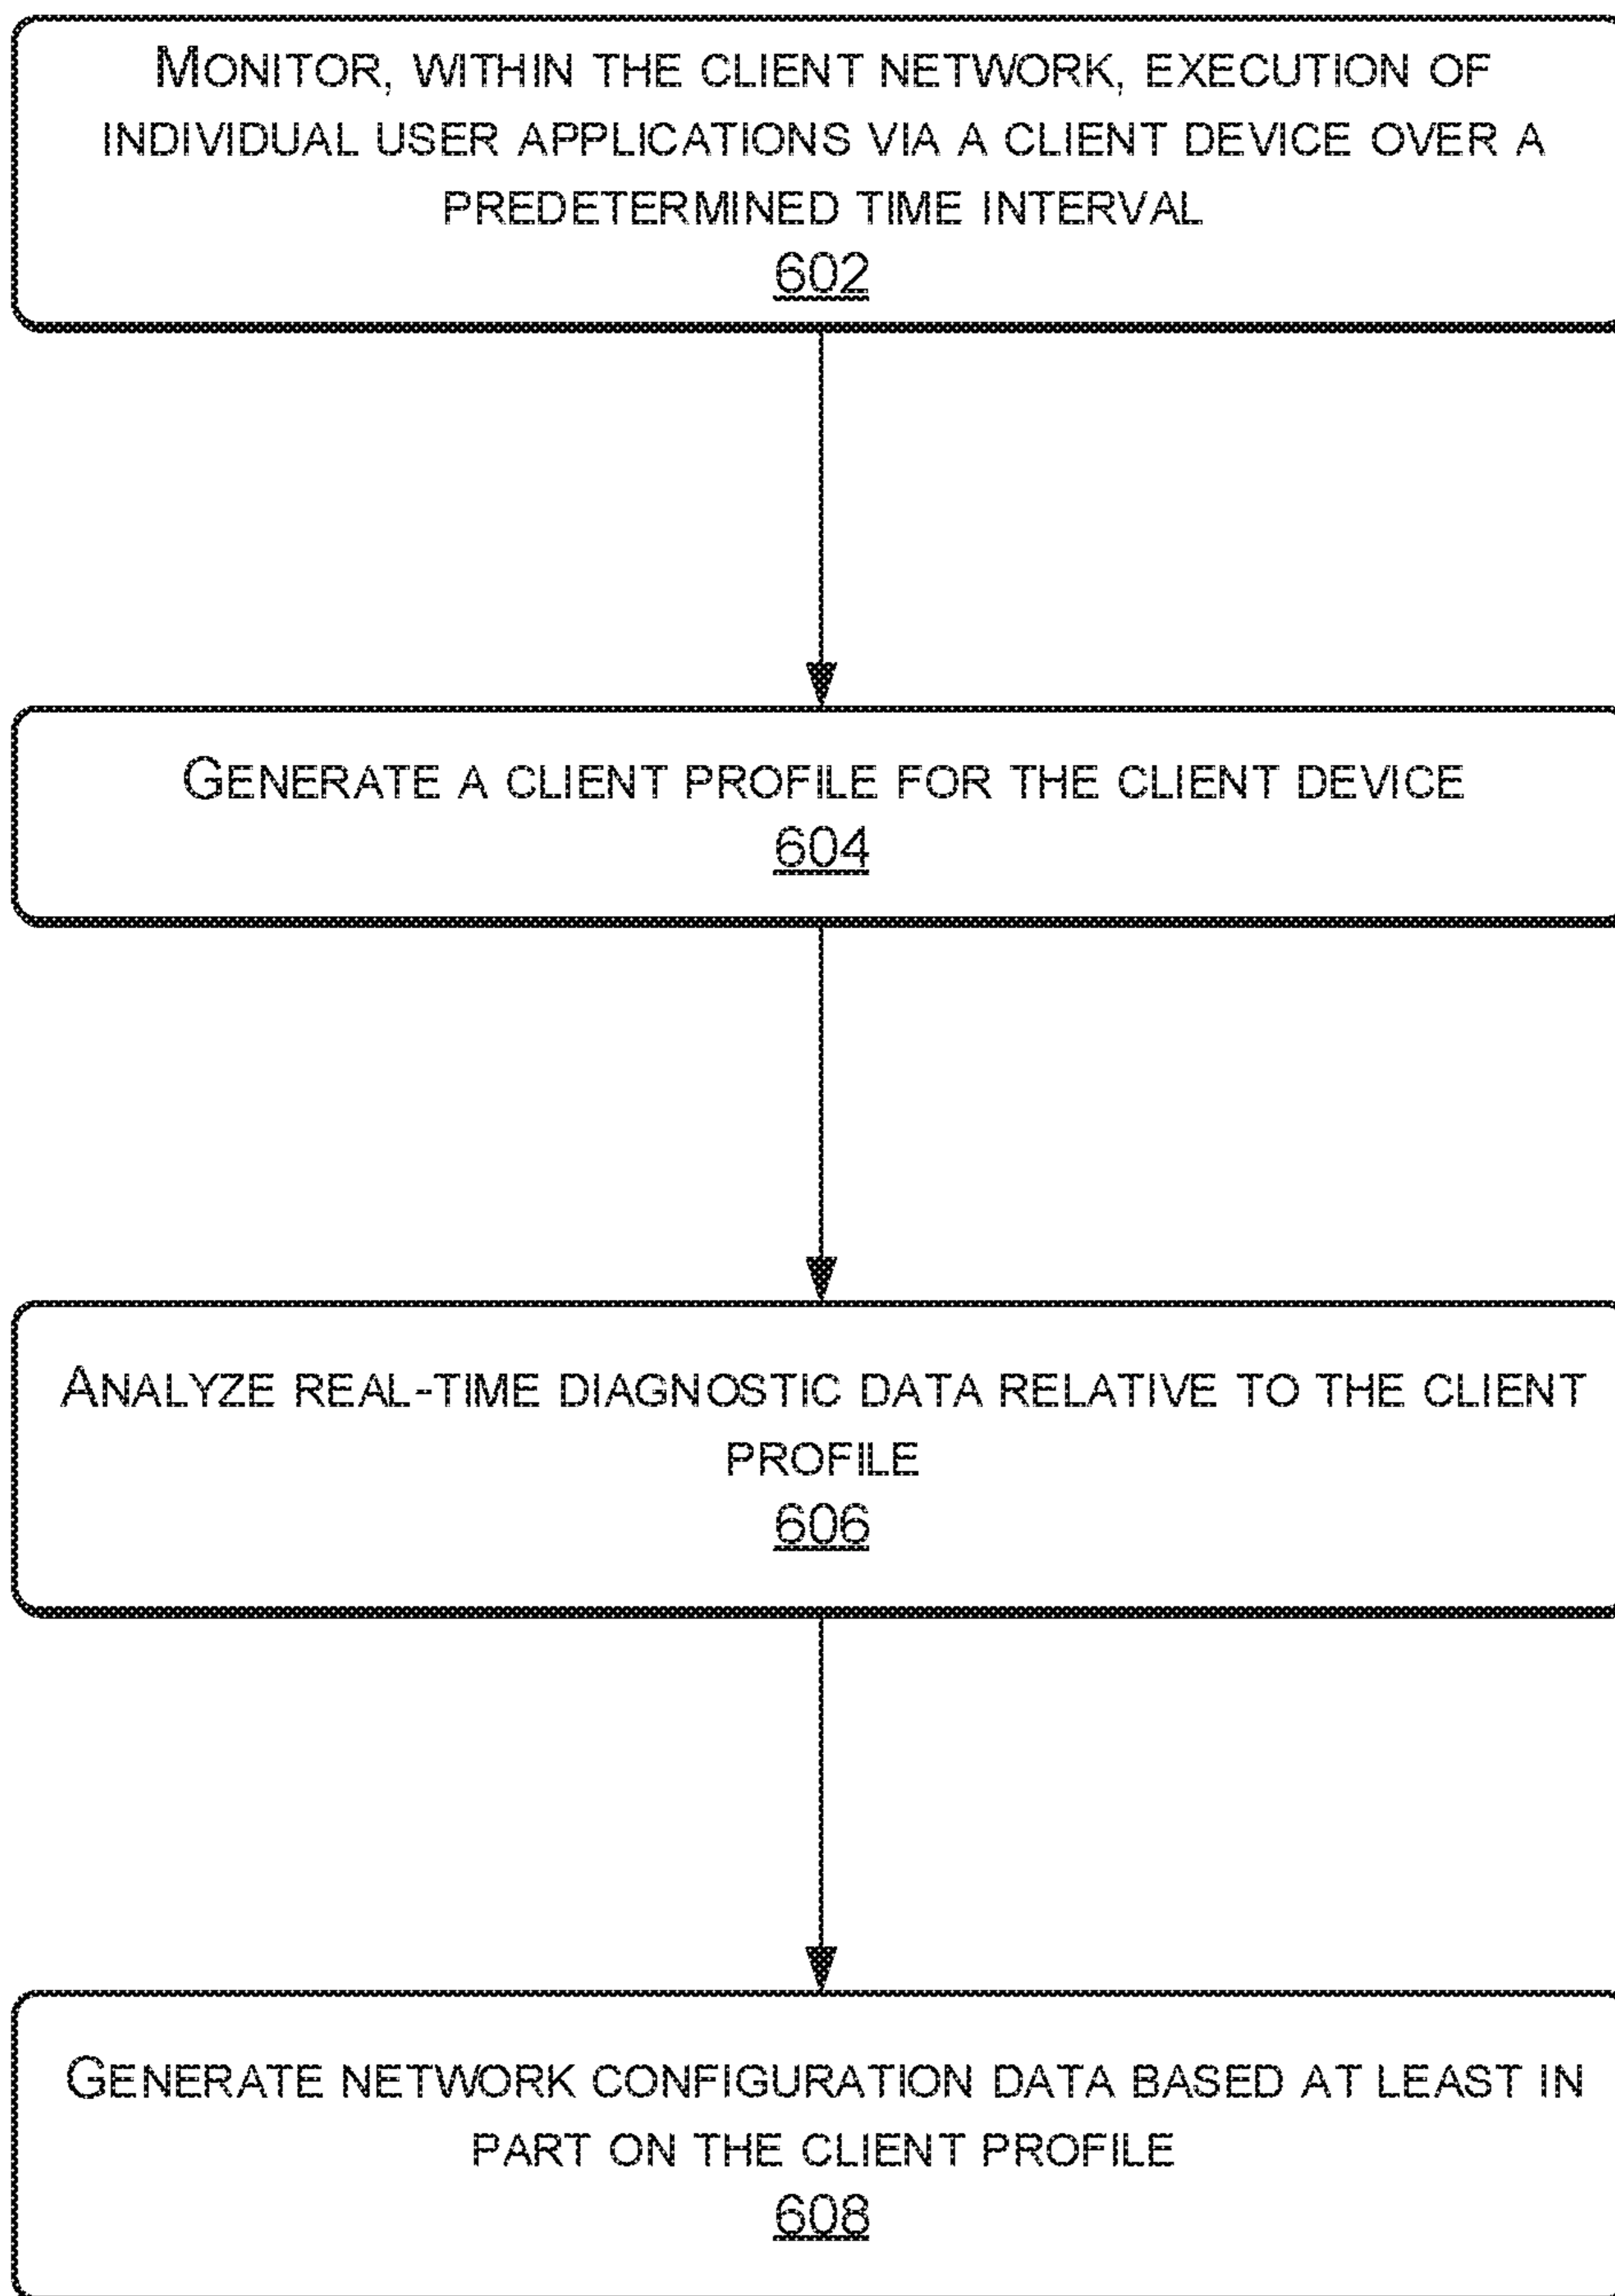 MONITOR, WITHIN THE CLIENT NETWORK, EXECUTION OF
INDIVIDUAL USER APPLICATIONS VIA A CLIENT DEVICE OVER A
PREDETERMINED TIME INTERVAL
602
GENERATE A CLIENT PROFILE FOR THE CLIENT DEVICE
604
ANALYZE REAL-TIME DIAGNOSTIC DATA RELATIVE TO THE CLIENT
PROFILE
606
GENERATE NETWORK CONFIGURATION DATA BASED AT LEAST IN
PART ON THE CLIENT PROFILE
608